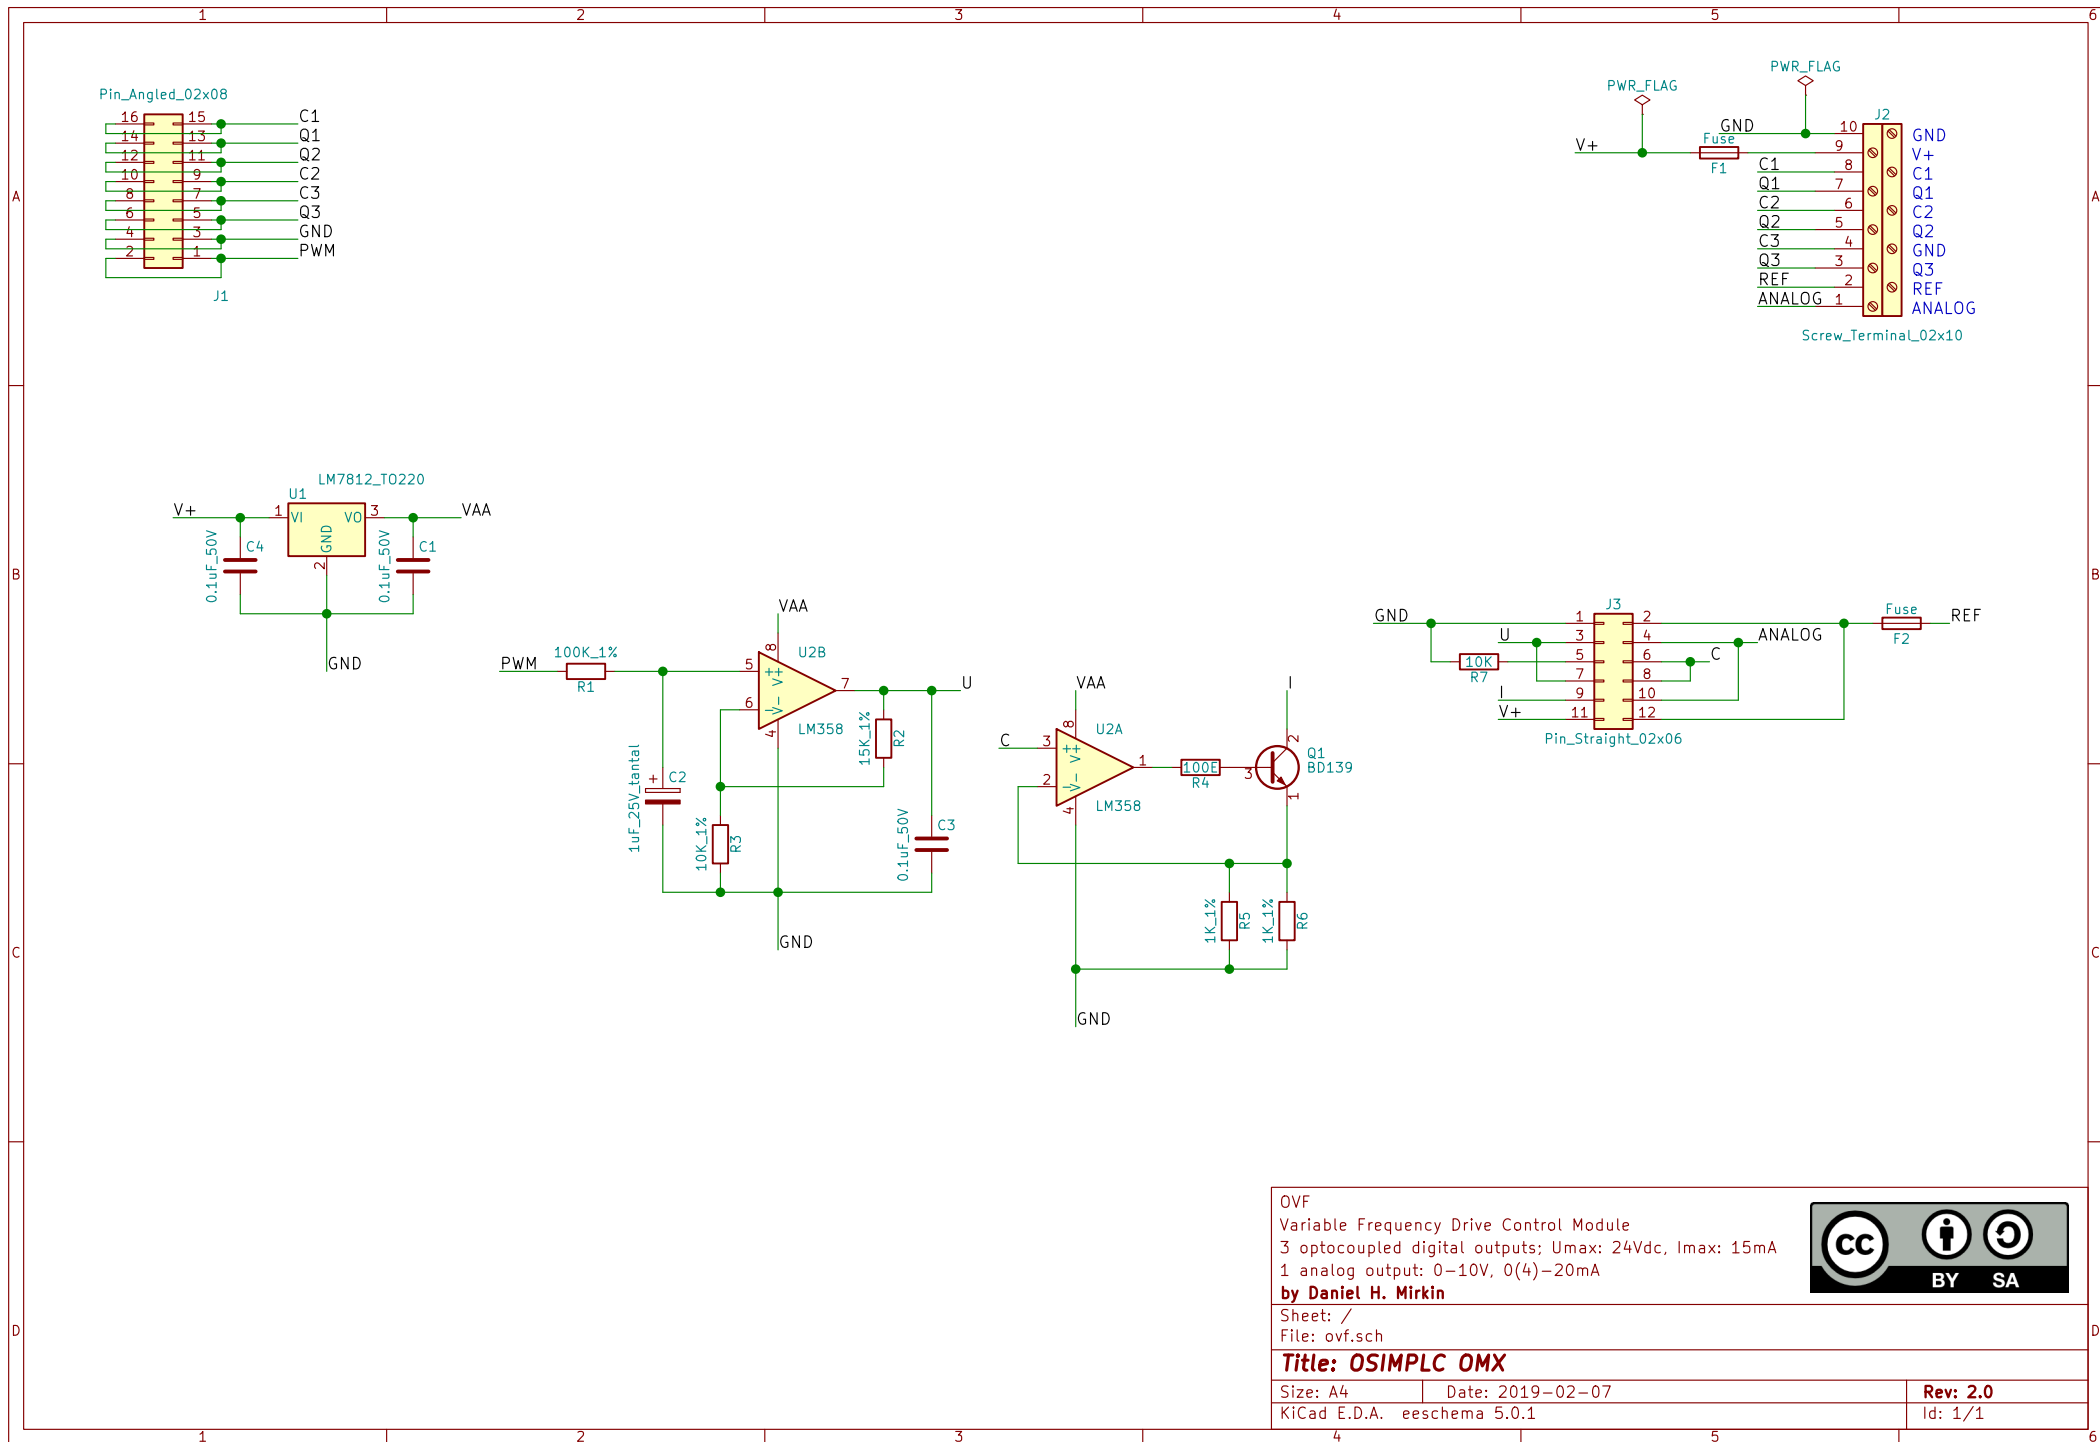 1 2 3 4 5 6
A
B
C
D
A
B
C
D
1 2 3 4 5 6
Pin_Angled_02x08
16 15 C1
14 13 Q1
12 11 Q2
10 9 C2
8 7 C3
6 5 Q3
4 3 GND
2 1 PWM
J1
PWR_FLAG
PWR_FLAG
J2
GND 10 GND
V+ Fuse 9 V+
F1
C1 8 C1
Q1 7 Q1
C2 6 C2
Q2 5 Q2
C3 4 GND
Q3 3 Q3
REF 2 REF
ANALOG 1 ANALOG
Screw_Terminal_02x10
LM7812_TO220
U1
V+ 1 VI VO 3 VAA
GND
2
C4
0.1uF_50V
C1
0.1uF_50V
GND
VAA
8
U2B
PWM
100K_1%
R1
5 + V+
6 - V-
7
4
LM358
U
15K_1%
R2
C2
+
1uF_25V_tantal
10K_1%
R3
C3
0.1uF_50V
GND
VAA
8
U2A
C 3 + V+
2 - V-
1
4
LM358
100E
R4
I
2
3
1
Q1
BD139
1K_1%
R5
1K_1%
R6
GND
J3
GND 1 2 Fuse REF
F2
U 3 4 ANALOG
10K 5 6 C
R7
7 8
I 9 10
V+ 11 12
Pin_Straight_02x06
OVF
Variable Frequency Drive Control Module
3 optocoupled digital outputs; Umax: 24Vdc, Imax: 15mA
1 analog output: 0-10V, 0(4)-20mA
by Daniel H. Mirkin
cc
BY SA
Sheet: /
File: ovf.sch
Title: OSIMPLC OMX
Size: A4 Date: 2019-02-07 Rev: 2.0
KiCad E.D.A. eeschema 5.0.1 Id: 1/1